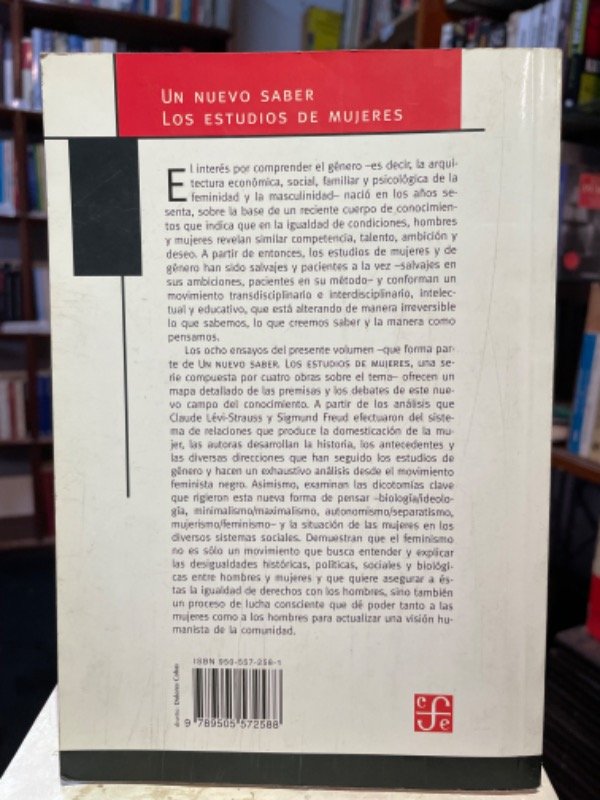 UN NUEVO SABER
LOS ESTUDIOS DE MUJERES
El interés por comprender el género –es decir, la arqui-
tectura económica, social, familiar y psicológica de la
feminidad y la masculinidad– nació en los años se-
senta, sobre la base de un reciente cuerpo de conocimien-
tos que indica que en la igualdad de condiciones, hombres
y mujeres revelan similar competencia, talento, ambición y
deseo. A partir de entonces, los estudios de mujeres y de
género han sido salvajes y pacientes a la vez –salvajes en
sus ambiciones, pacientes en su método– y conforman un
movimiento transdisciplinario e interdisciplinario, intelec-
tual y educativo, que está alterando de manera irreversible
lo que sabemos, lo que creemos saber y la manera como
pensamos.
Los ocho ensayos del presente volumen –que forma par-
te de UN NUEVO SABER. LOS ESTUDIOS DE MUJERES, una se-
rie compuesta por cuatro obras sobre el tema– ofrecen un
mapa detallado de las premisas y los debates de este nue-
vo campo del conocimiento. A partir de los análisis que
Claude Lévi-Strauss y Sigmund Freud efectuaron del siste-
ma de relaciones que produce la domesticación de la mu-
jer, las autoras desarrollan la historia, los antecedentes y
las diversas direcciones que han seguido los estudios de
género y hacen un exhaustivo análisis desde el movimiento
feminista negro. Asimismo, examinan las dicotomías clave
que rigieron esta nueva forma de pensar –biología/ideolo-
gía, minimalismo/maximalismo, autonomismo/separatismo,
mujerismo/feminismo– y la situación de las mujeres en los
diversos sistemas sociales. Demuestran que el feminismo
no es sólo un movimiento que busca entender y explicar
las desigualdades históricas, políticas, sociales y biológi-
cas entre hombres y mujeres y que quiere asegurar a és-
tas la igualdad de derechos con los hombres, sino también
un proceso de lucha consciente que dé poder tanto a las
mujeres como a los hombres para actualizar una visión hu-
manista de la comunidad.
ISBN 950-557-258-1
9 789505 572588
cfe